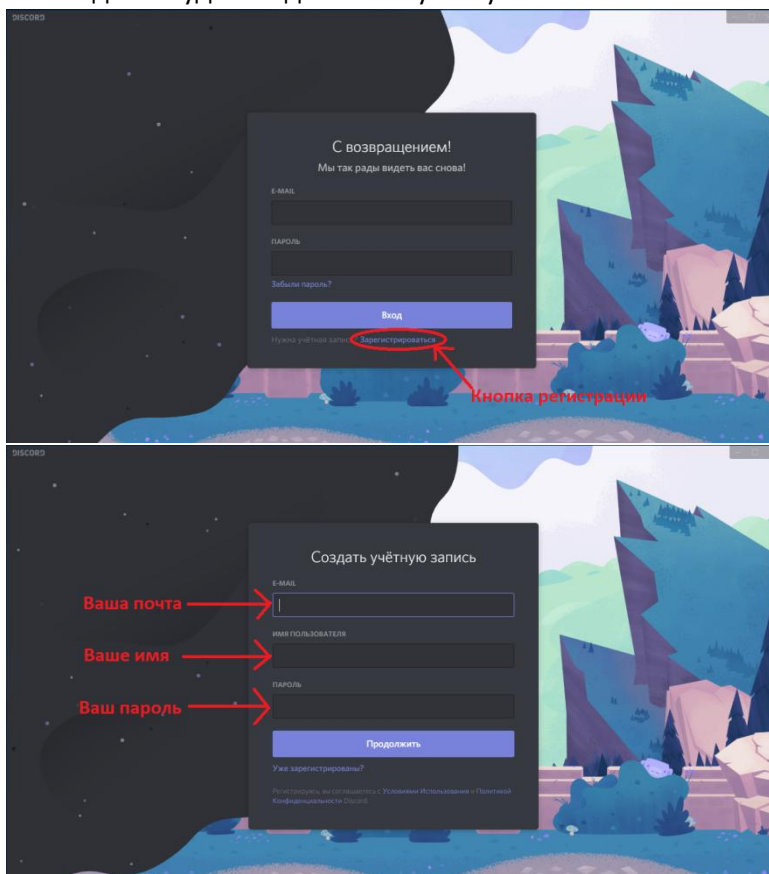 DISCORD
С возвращением!
Мы так рады видеть вас снова!
E-MAIL
ПАРОЛЬ
Забыли пароль?
Вход
Нужна учётная Зарегистрироваться
Кнопка регистрации
DISCORD
Создать учётную запись
E-MAIL
Ваша почта
ИМЯ ПОЛЬЗОВАТЕЛЯ
Ваше имя
ПАРОЛЬ
Ваш пароль
Продолжить
Уже зарегистрированы?
Регистрируясь, вы соглашаетесь с Условиями Использования и Политикой
Конфиденциальности Discord.